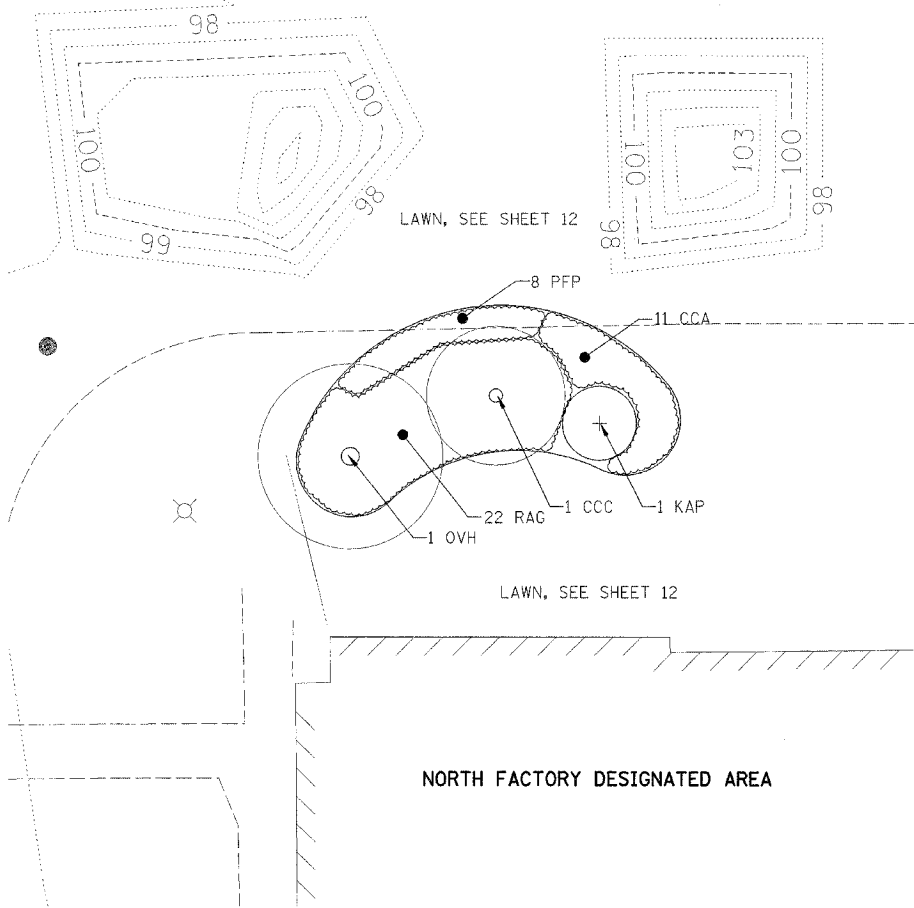 98
100
100
99
98
100
103
100
98
98
LAWN, SEE SHEET 12
8 PFP
11 CCA
22 RAG
1 CCC
1 KAP
1 OVH
LAWN, SEE SHEET 12
NORTH FACTORY DESIGNATED AREA